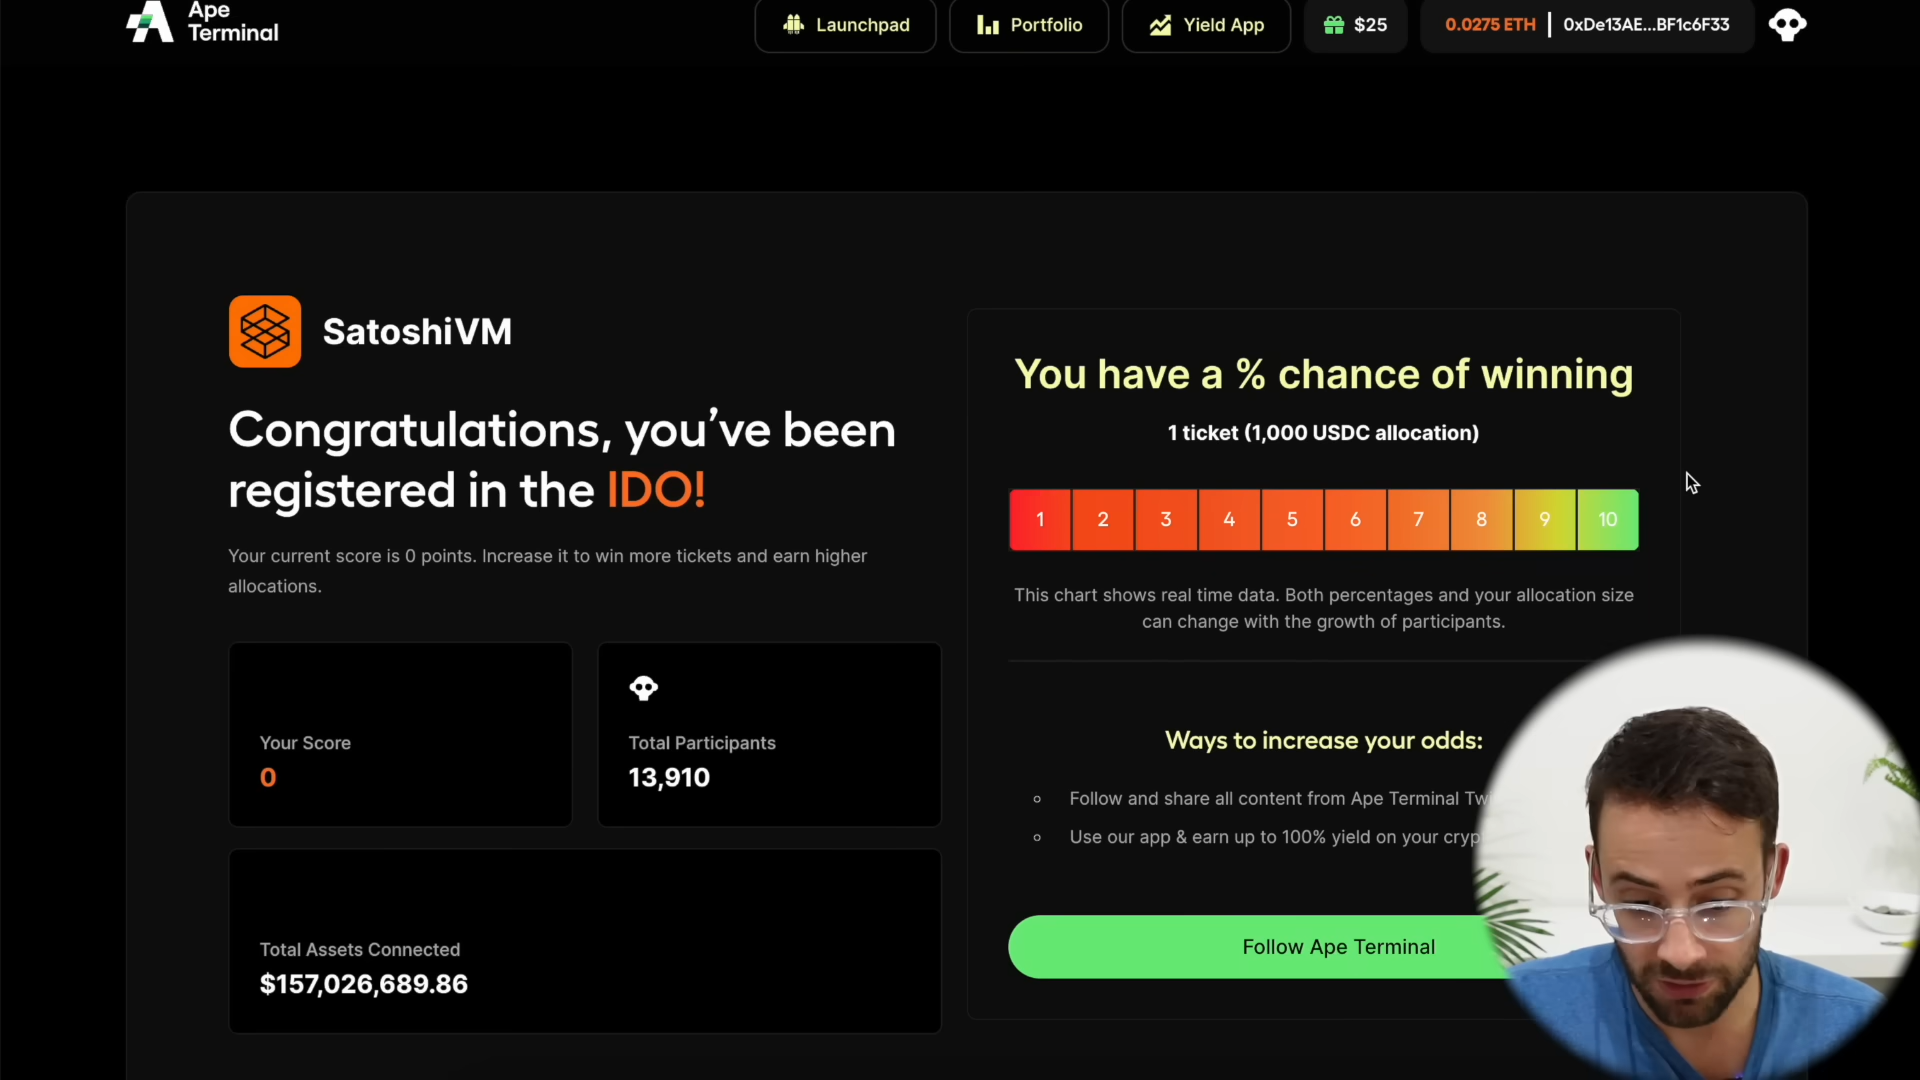 Ape
Terminal
Launchpad
Portfolio
Yield App
$25
0.0275 ETH
0xDe13AE...BF1c6F33
SatoshiVM
Congratulations, you've been
registered in the IDO!
Your current score is 0 points. Increase it to win more tickets and earn higher
allocations.
Your Score
0
Total Participants
13,910
Total Assets Connected
$157,026,689.86
You have a % chance of winning
1 ticket (1,000 USDC allocation)
1 2 3 4 5 6 7 8 9 10
This chart shows real time data. Both percentages and your allocation size
can change with the growth of participants.
Ways to increase your odds:
Follow and share all content from Ape Terminal
Use our app & earn up to 100% yield on your
Follow Ape Terminal